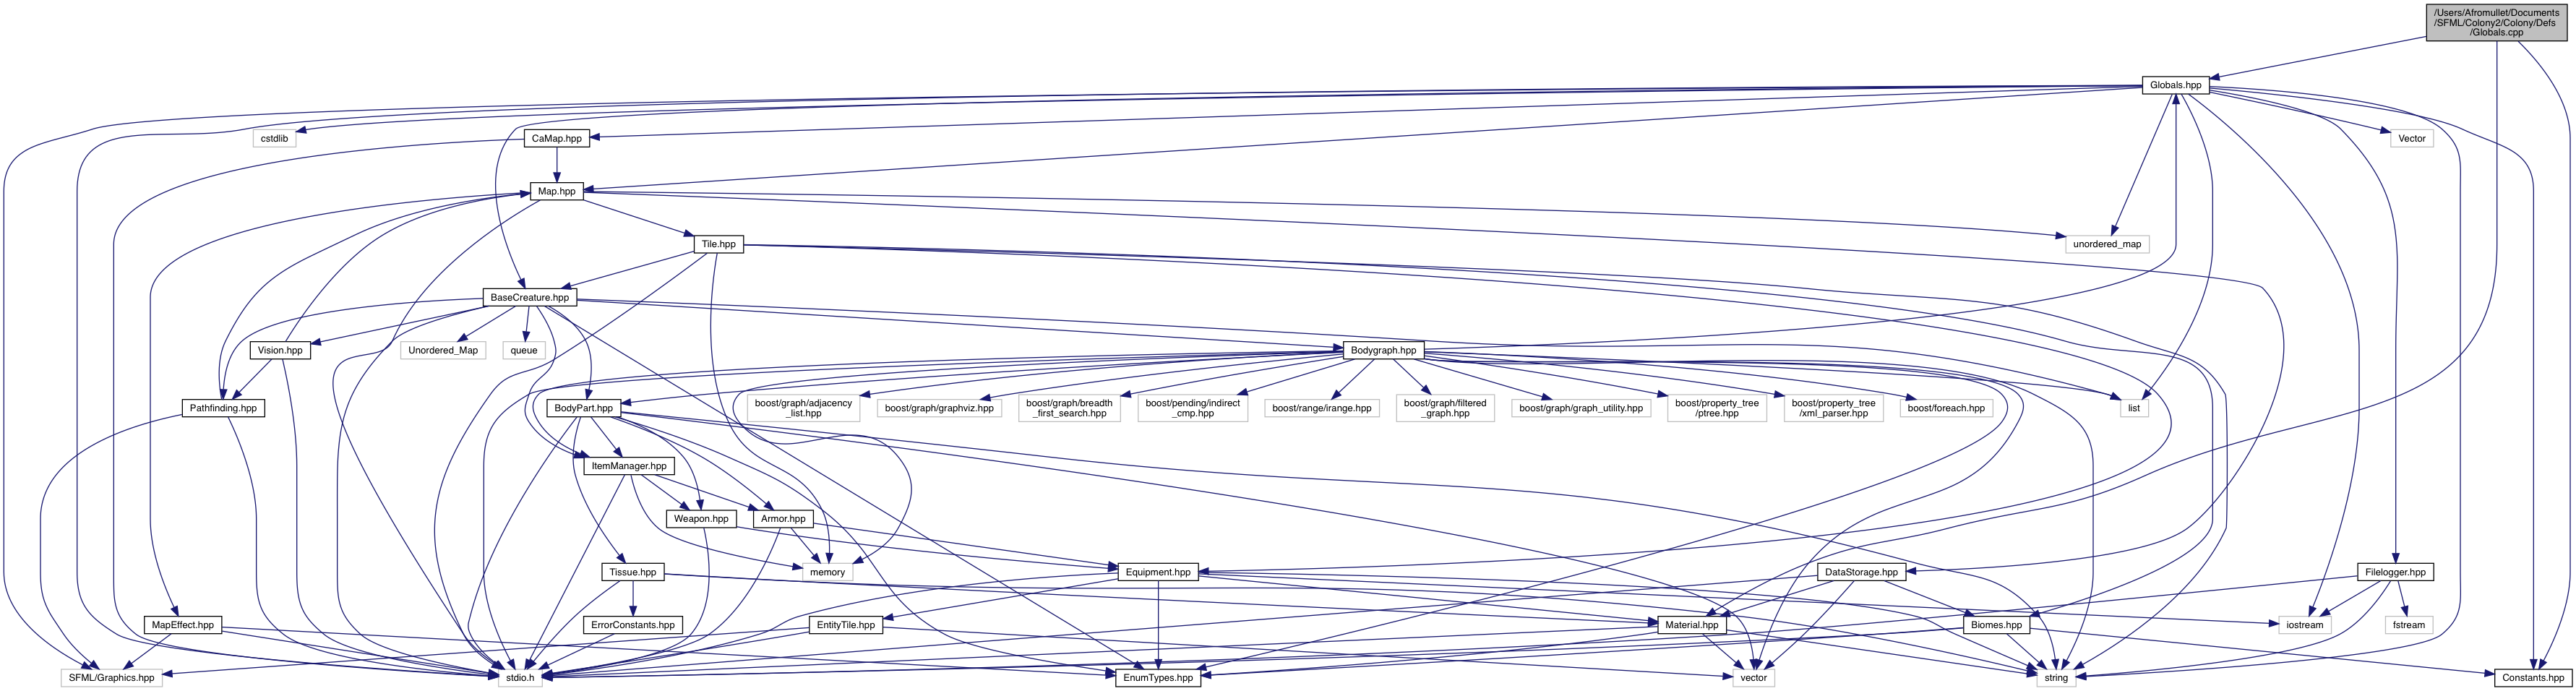 /Users/Afromullet/Documents
/SFML/Colony2/Colony/Defs
/Globals.cpp
Globals.hpp
cstdlib
CaMap.hpp
Vector
Map.hpp
Tile.hpp
unordered_map
BaseCreature.hpp
Vision.hpp
Unordered_Map
queue
Bodygraph.hpp
Pathfinding.hpp
BodyPart.hpp
boost/graph/adjacency
_list.hpp
boost/graph/graphviz.hpp
boost/graph/breadth
_first_search.hpp
boost/pending/indirect
_cmp.hpp
boost/range/irange.hpp
boost/graph/filtered
_graph.hpp
boost/graph/graph_utility.hpp
boost/property_tree
/ptree.hpp
boost/property_tree
/xml_parser.hpp
boost/foreach.hpp
list
ItemManager.hpp
Weapon.hpp
Armor.hpp
Tissue.hpp
memory
Equipment.hpp
DataStorage.hpp
Filelogger.hpp
MapEffect.hpp
ErrorConstants.hpp
EntityTile.hpp
Material.hpp
Biomes.hpp
iostream
fstream
SFML/Graphics.hpp
stdio.h
EnumTypes.hpp
vector
string
Constants.hpp